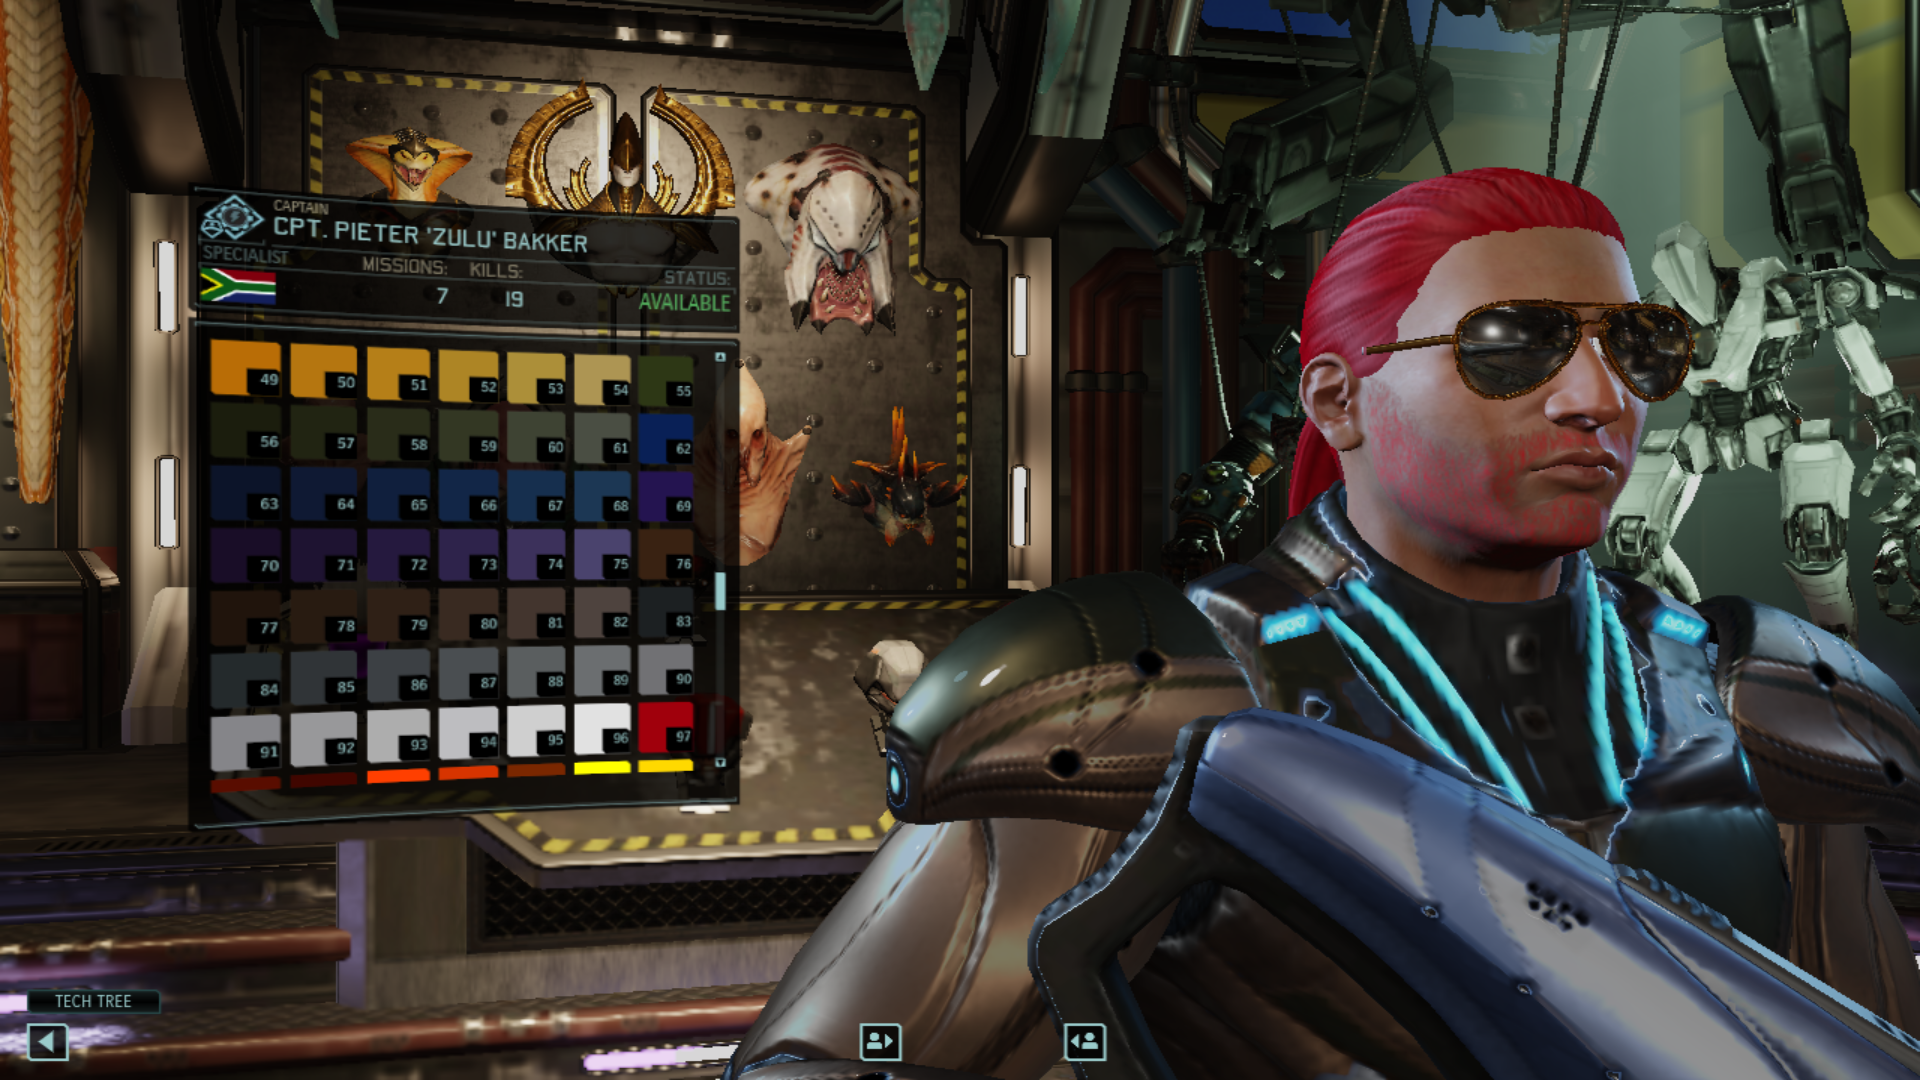 CAPTAIN
CPT. PIETER 'ZULU' BAKKER
SPECIALIST
MISSIONS: KILLS:
7 19
STATUS:
AVAILABLE
49 50 51 52 53 54 55
56 57 58 59 60 61 62
63 64 65 66 67 68 69
70 71 72 73 74 75 76
77 78 79 80 81 82 83
84 85 86 87 88 89 90
91 92 93 94 95 96 97
TECH TREE